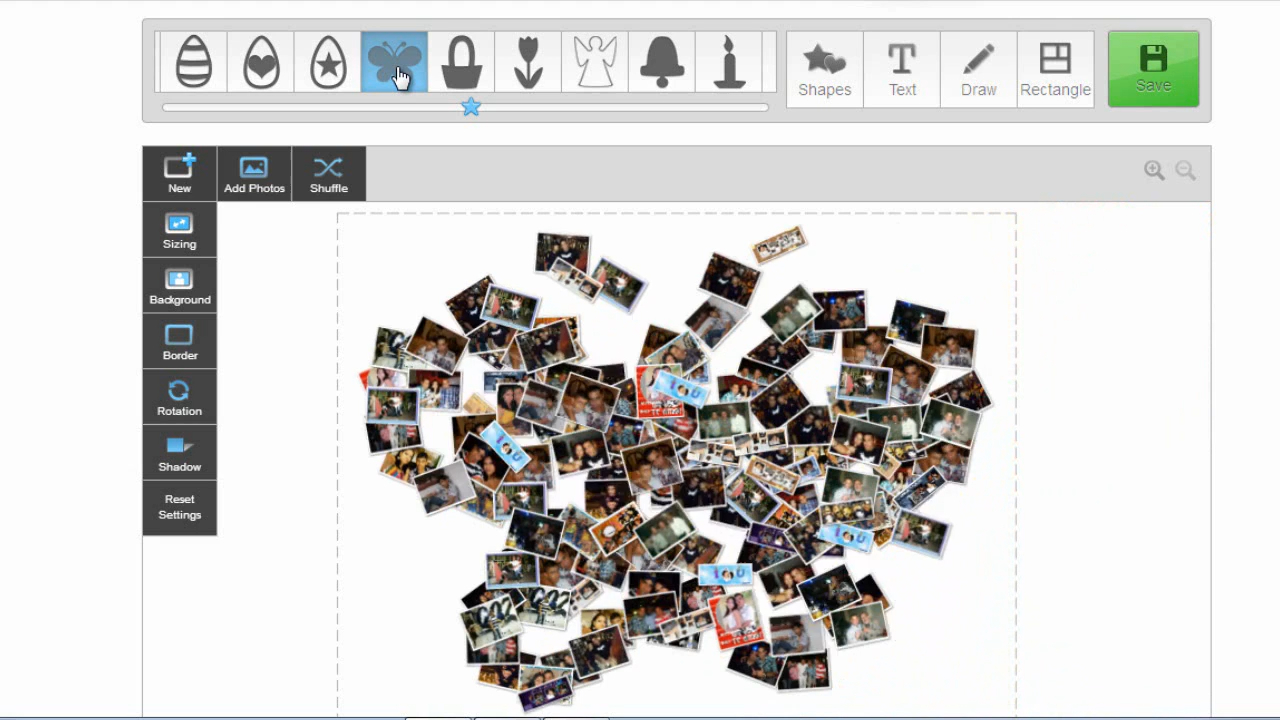 Shapes
Text
Draw
Rectangle
Save
New
Add Photos
Shuffle
Sizing
Background
Border
Rotation
Shadow
Reset
Settings